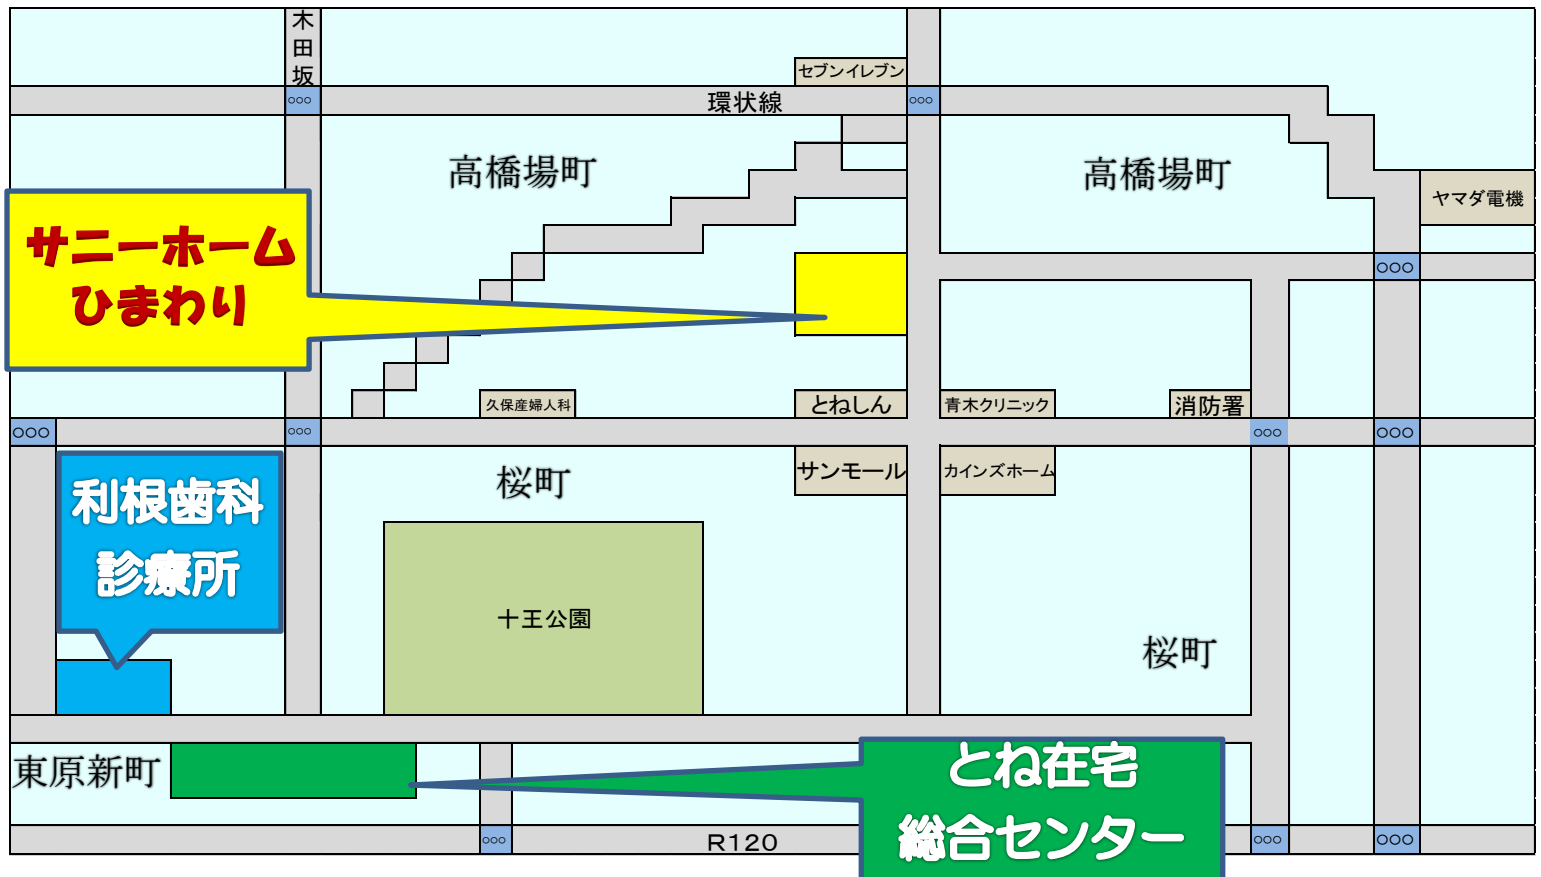 木
田
坂
セブンイレブン
○○○
環状線
○○○
高橋場町
高橋場町
ヤマダ電機
サニーホーム
ひまわり
○○○
久保産婦人科
とねしん
青木クリニック
消防署
○○○
○○○
○○○
○○○
サンモール
カインズホーム
桜町
利根歯科
診療所
十王公園
桜町
東原新町
とね在宅
総合センター
○○○
R120
○○○
○○○